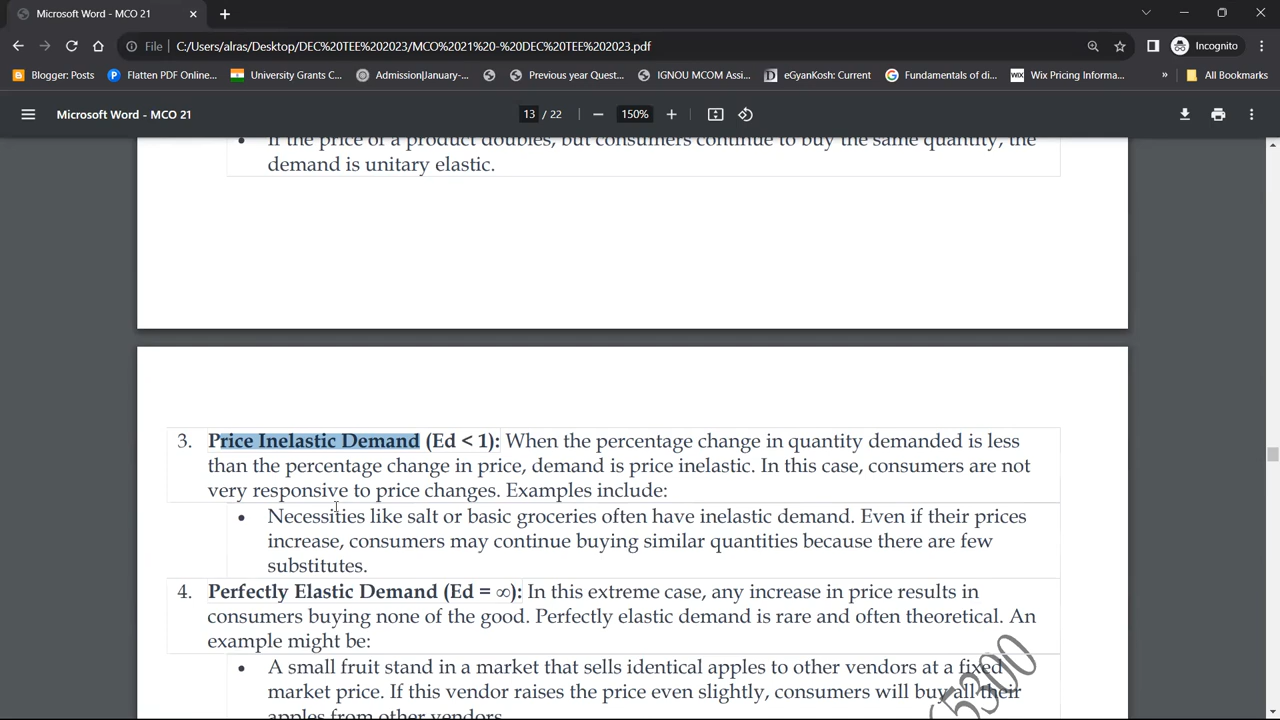 Microsoft Word - MCO 21
Incognito
File C:/Users/alras/Desktop/DEC%20TEE%202023/MCO%2021%20-%20DEC%20TEE%202023.pdf
Blogger: Posts Flatten PDF Online... University Grants C... Admission|January-... Previous year Quest... IGNOU MCOM Assi... eGyanKosh: Current Fundamentals of di... Wix Pricing Informa... » All Bookmarks
Microsoft Word - MCO 21 13 / 22 — 150% +
• If the price of a product doubles, but consumers continue to buy the same quantity, the
demand is unitary elastic.
3. Price Inelastic Demand (Ed < 1): When the percentage change in quantity demanded is less
than the percentage change in price, demand is price inelastic. In this case, consumers are not
very responsive to price changes. Examples include:
• Necessities like salt or basic groceries often have inelastic demand. Even if their prices
increase, consumers may continue buying similar quantities because there are few
substitutes.
4. Perfectly Elastic Demand (Ed = ∞): In this extreme case, any increase in price results in
consumers buying none of the good. Perfectly elastic demand is rare and often theoretical. An
example might be:
• A small fruit stand in a market that sells identical apples to other vendors at a fixed
market price. If this vendor raises the price even slightly, consumers will buy all their
apples from other vendors.